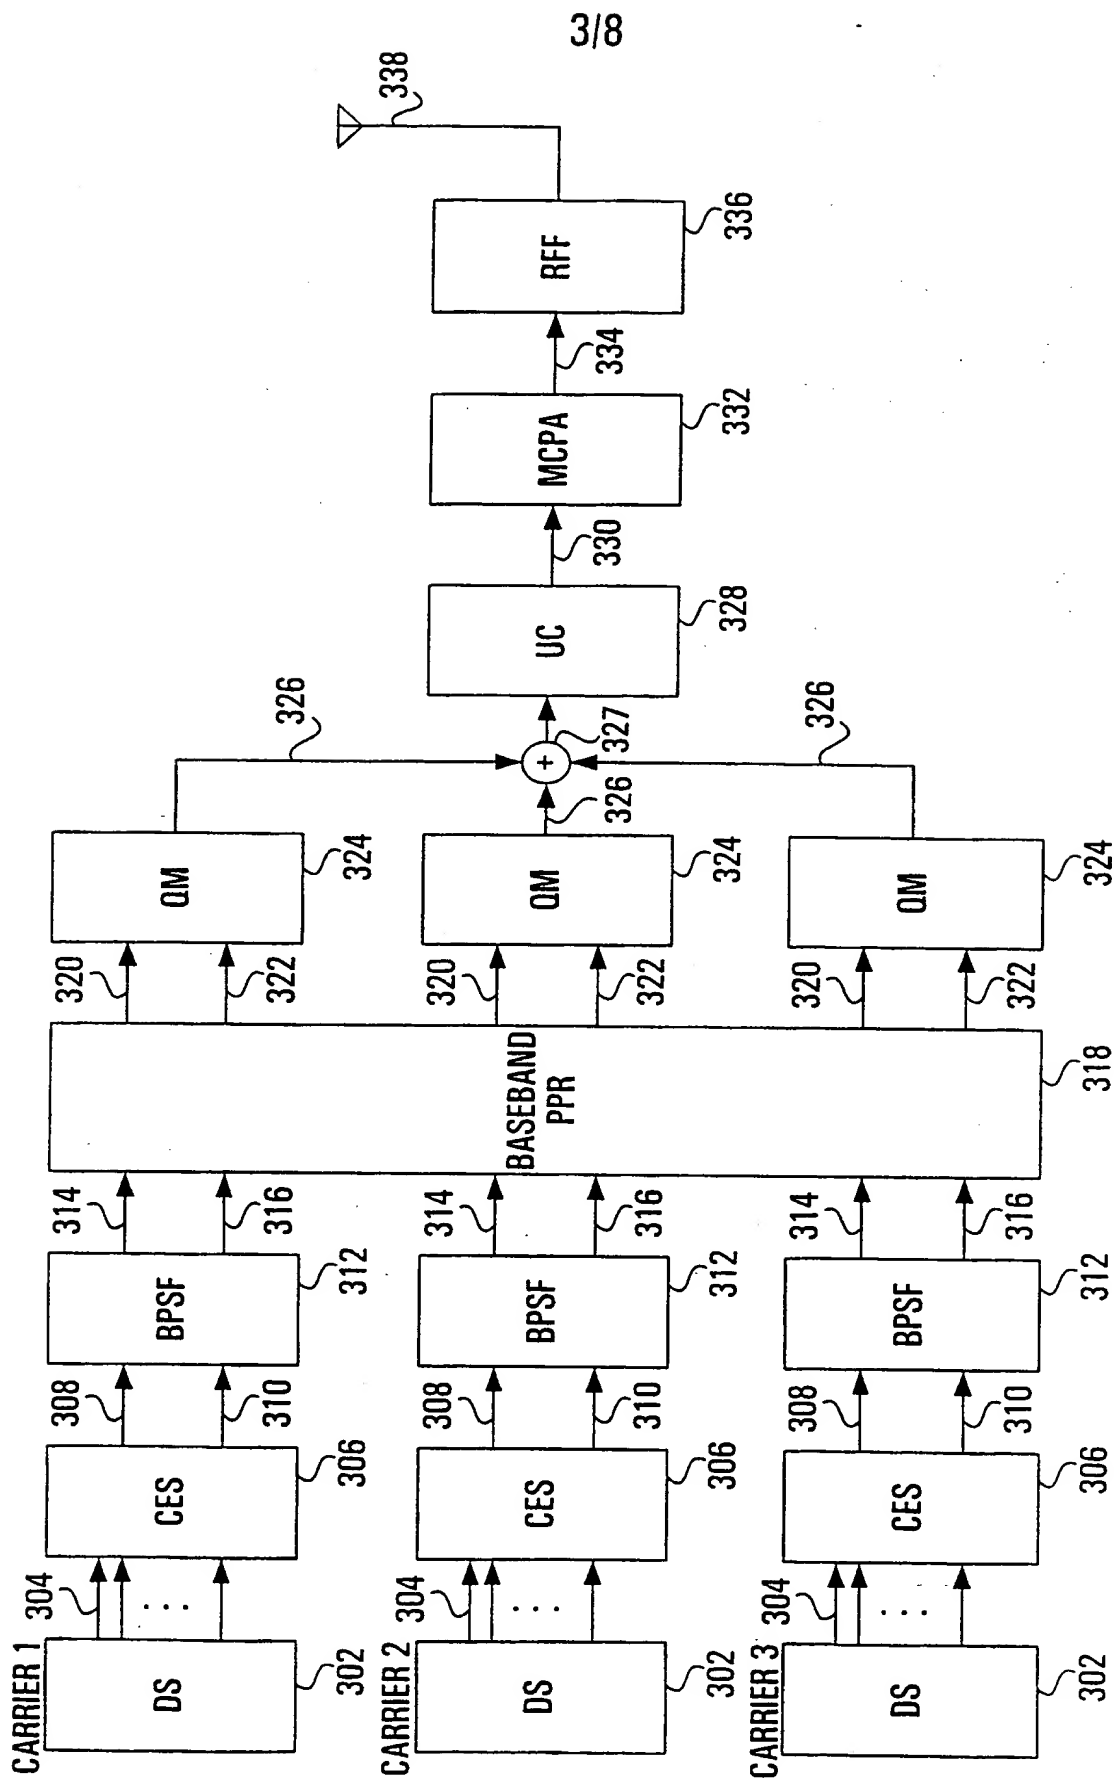 3/8
CARRIER 1
DS
302
304
CES
306
308
310
BPSF
312
314
316
320
322
QM
324
326
CARRIER 2
DS
302
304
CES
306
308
310
BPSF
312
314
316
BASEBAND
PPR
318
320
322
QM
324
326
+
327
UC
328
330
MCPA
332
334
RFF
336
338
CARRIER 3
DS
302
304
CES
306
308
310
BPSF
312
314
316
320
322
QM
324
326